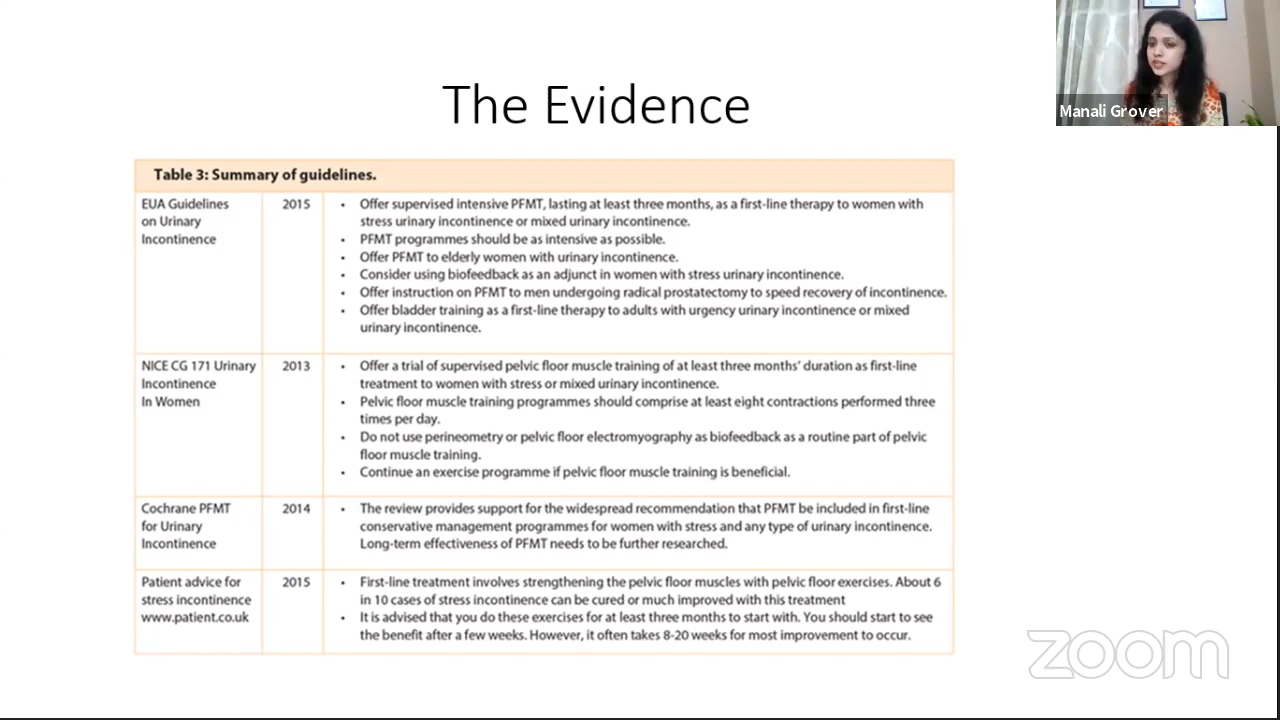 Manali Grover
The Evidence
Table 3: Summary of guidelines.
EUA Guidelines
on Urinary
Incontinence
2015
• Offer supervised intensive PFMT, lasting at least three months, as a first-line therapy to women with
stress urinary incontinence or mixed urinary incontinence.
• PFMT programmes should be as intensive as possible.
• Offer PFMT to elderly women with urinary incontinence.
• Consider using biofeedback as an adjunct in women with stress urinary incontinence.
• Offer instruction on PFMT to men undergoing radical prostatectomy to speed recovery of incontinence.
• Offer bladder training as a first-line therapy to adults with urgency urinary incontinence or mixed
urinary incontinence.
NICE CG 171 Urinary
Incontinence
In Women
2013
• Offer a trial of supervised pelvic floor muscle training of at least three months' duration as first-line
treatment to women with stress or mixed urinary incontinence.
• Pelvic floor muscle training programmes should comprise at least eight contractions performed three
times per day.
• Do not use perineometry or pelvic floor electromyography as biofeedback as a routine part of pelvic
floor muscle training.
• Continue an exercise programme if pelvic floor muscle training is beneficial.
Cochrane PFMT
for Urinary
Incontinence
2014
• The review provides support for the widespread recommendation that PFMT be included in first-line
conservative management programmes for women with stress and any type of urinary incontinence.
Long-term effectiveness of PFMT needs to be further researched.
Patient advice for
stress incontinence
www.patient.co.uk
2015
• First-line treatment involves strengthening the pelvic floor muscles with pelvic floor exercises. About 6
in 10 cases of stress incontinence can be cured or much improved with this treatment
• It is advised that you do these exercises for at least three months to start with. You should start to see
the benefit after a few weeks. However, it often takes 8-20 weeks for most improvement to occur.
zoom